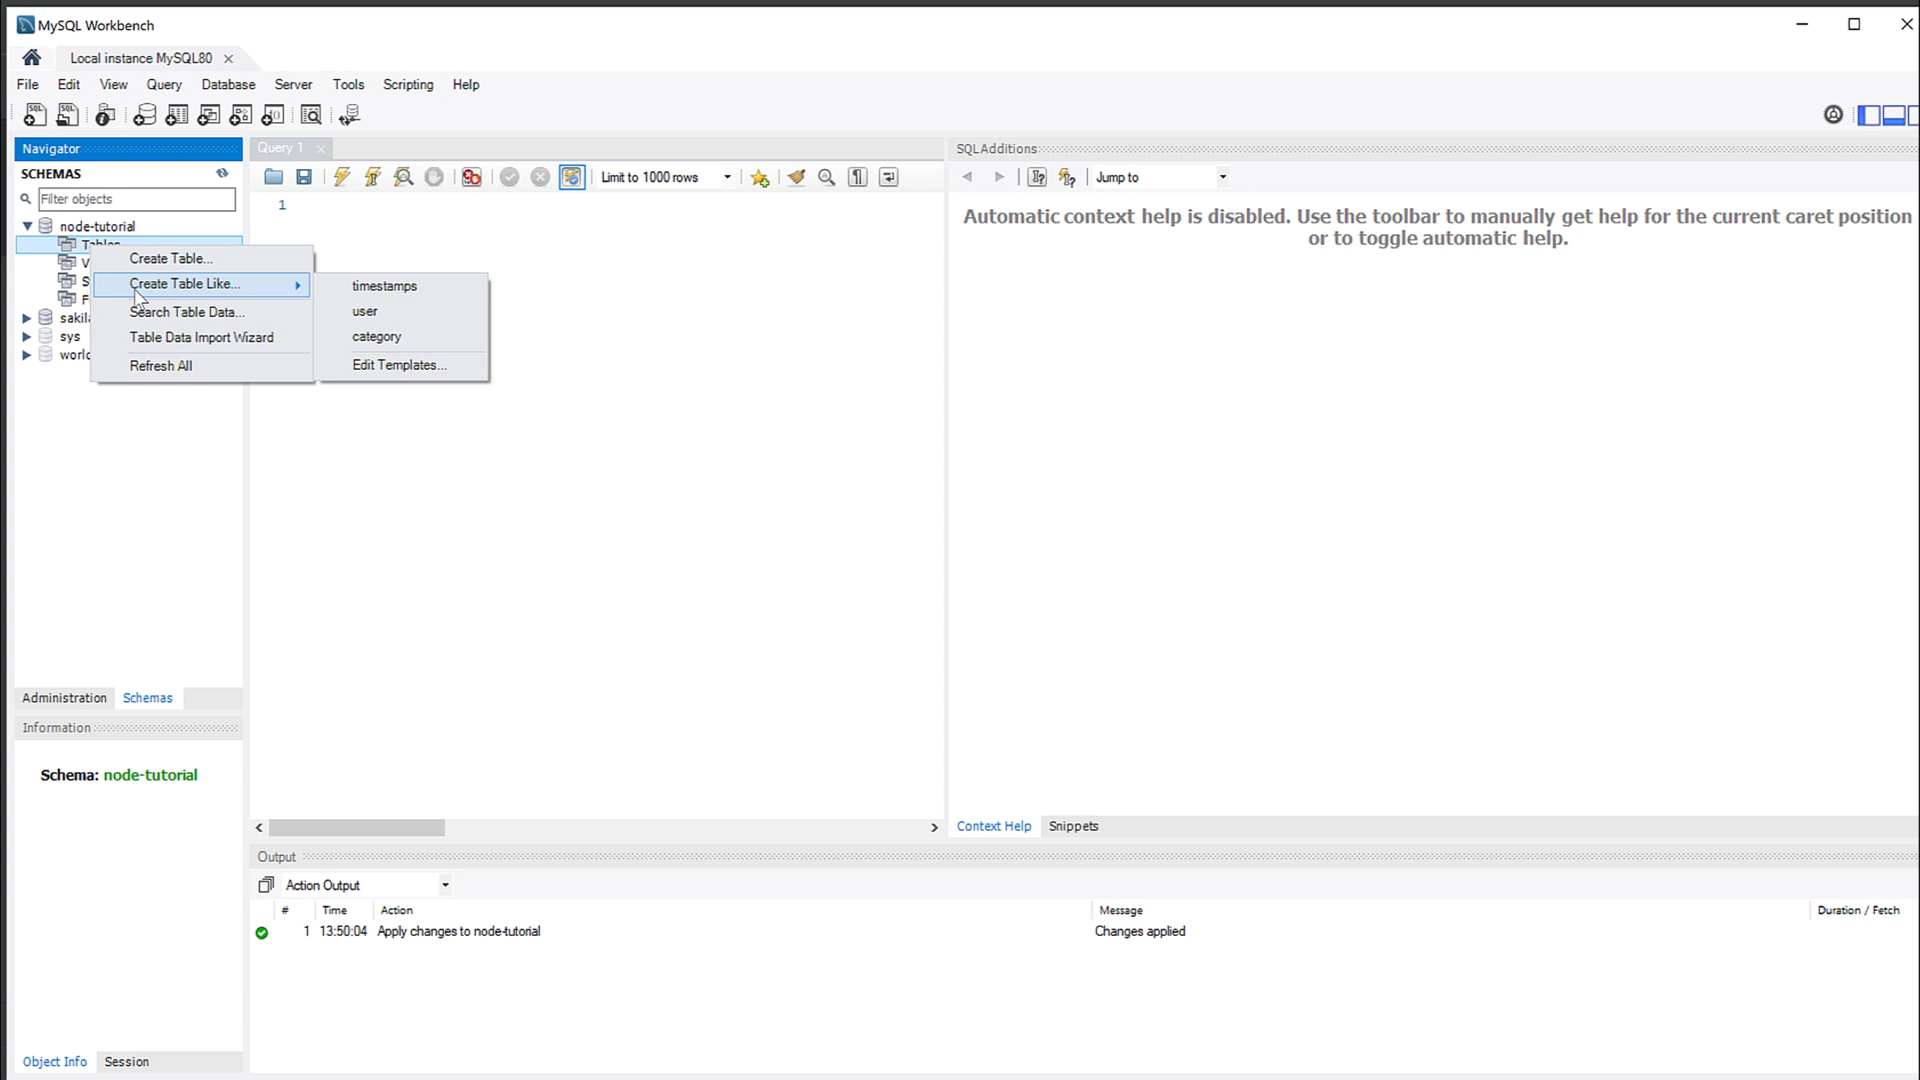 MySQL Workbench
Local instance MySQL80
File Edit View Query Database Server Tools Scripting Help
Navigator
SCHEMAS
Filter objects
node-tutorial
Tables
sakila
sys
world
Create Table...
Create Table Like...
Search Table Data...
Table Data Import Wizard
Refresh All
timestamps
user
category
Edit Templates...
Administration Schemas
Information
Schema: node-tutorial
Object Info Session
Query 1
Limit to 1000 rows
1
SQLAdditions
Jump to
Automatic context help is disabled. Use the toolbar to manually get help for the current caret position
or to toggle automatic help.
Context Help Snippets
Output
Action Output
# Time Action Message Duration / Fetch
1 13:50:04 Apply changes to node-tutorial Changes applied